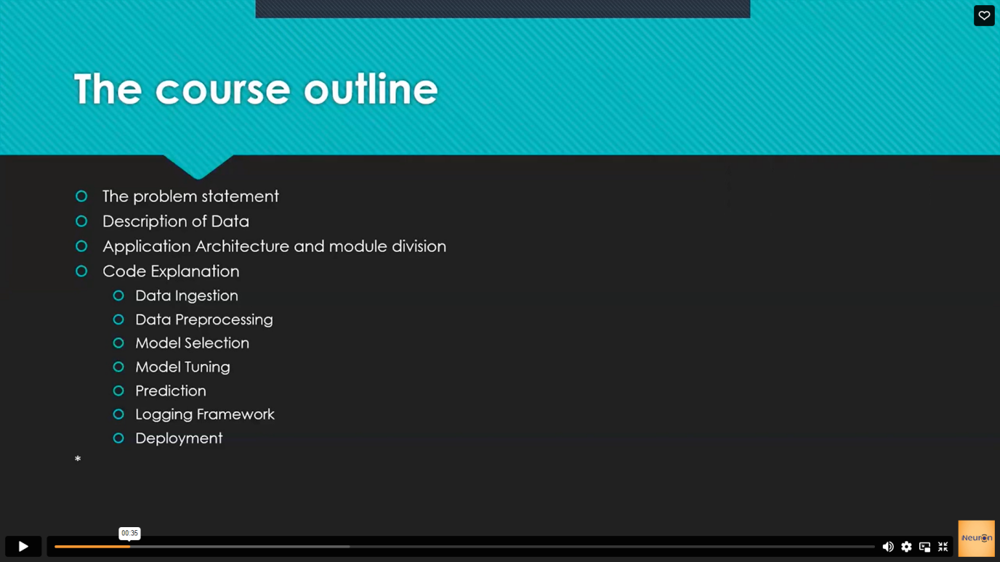 The course outline
The problem statement
Description of Data
Application Architecture and module division
Code Explanation
Data Ingestion
Data Preprocessing
Model Selection
Model Tuning
Prediction
Logging Framework
Deployment
*
00:35
iNeuron